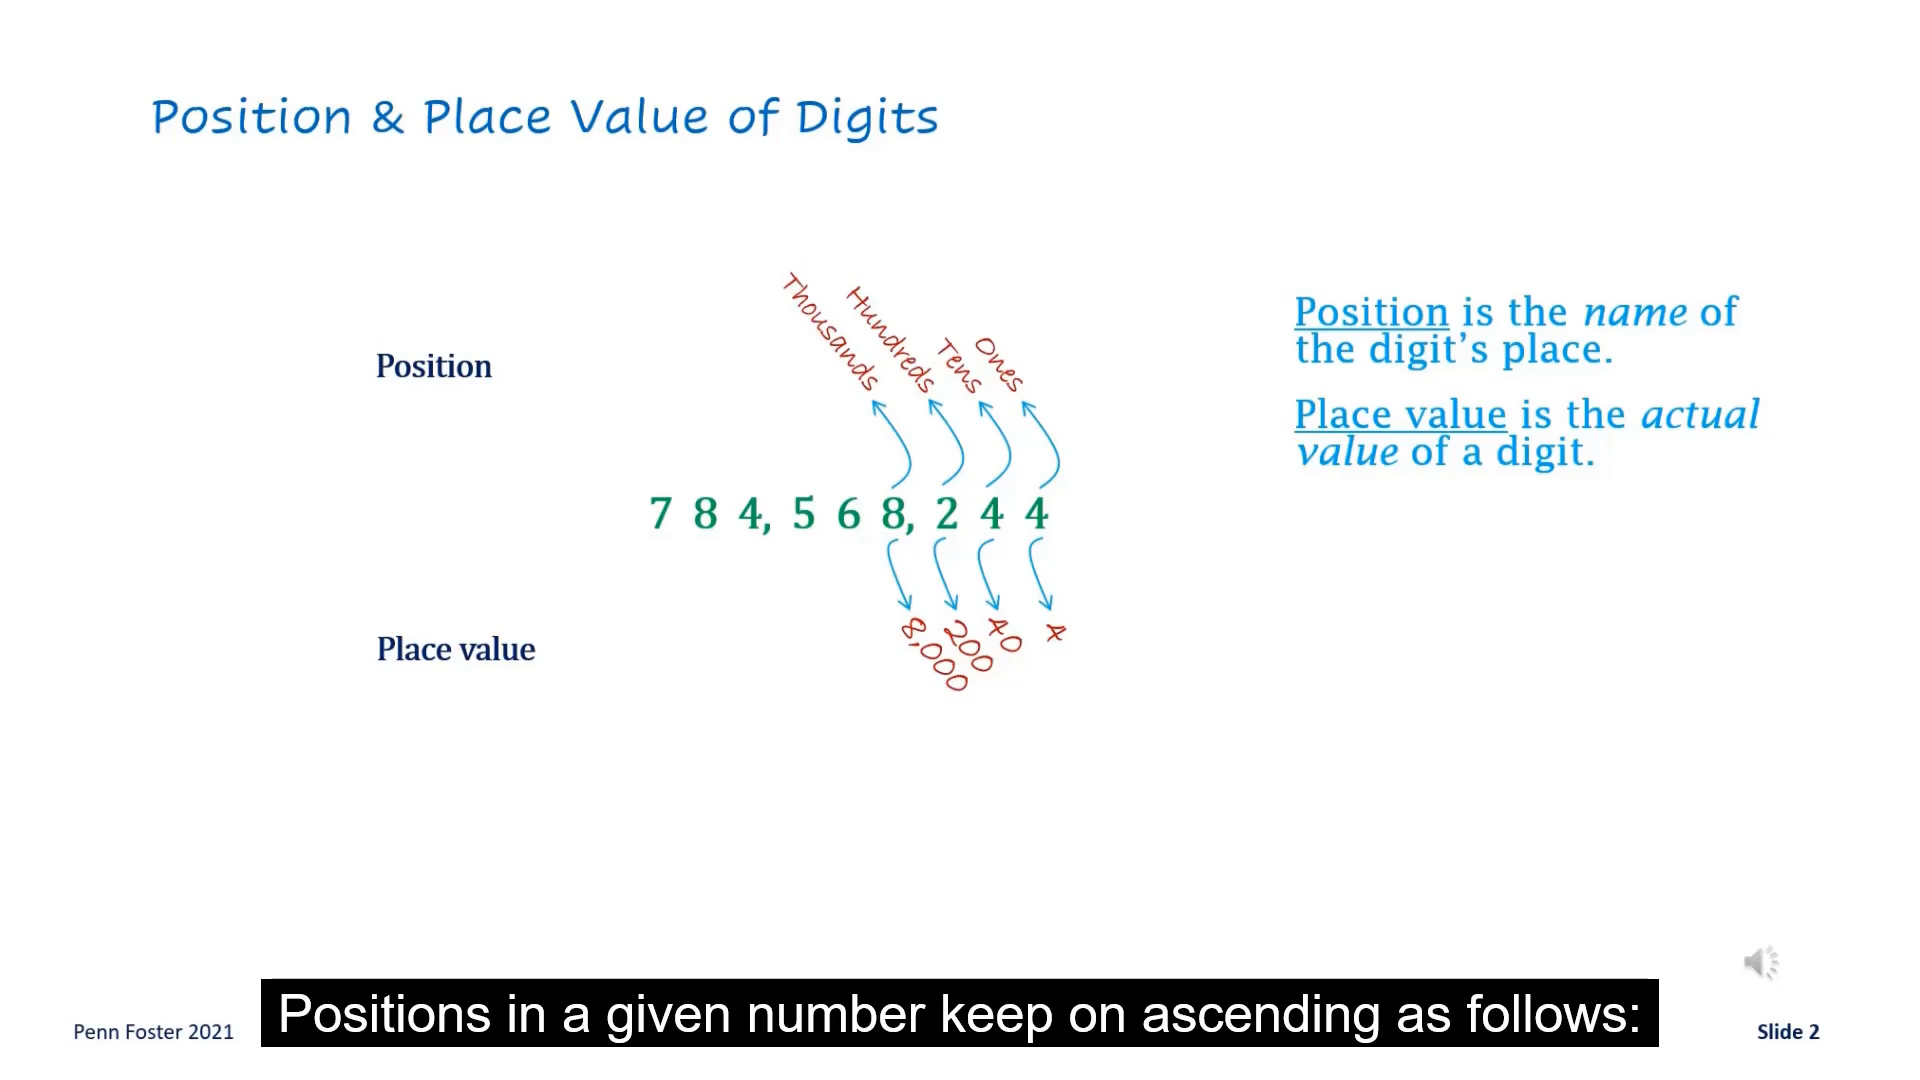 Position & Place Value of Digits
Thousands
Hundreds
Tens
Ones
Position
Position is the name of
the digit’s place.
Place value is the actual
value of a digit.
7 8 4, 5 6 8, 2 4 4
8,000
200
40
4
Place value
Positions in a given number keep on ascending as follows:
Penn Foster 2021
Slide 2